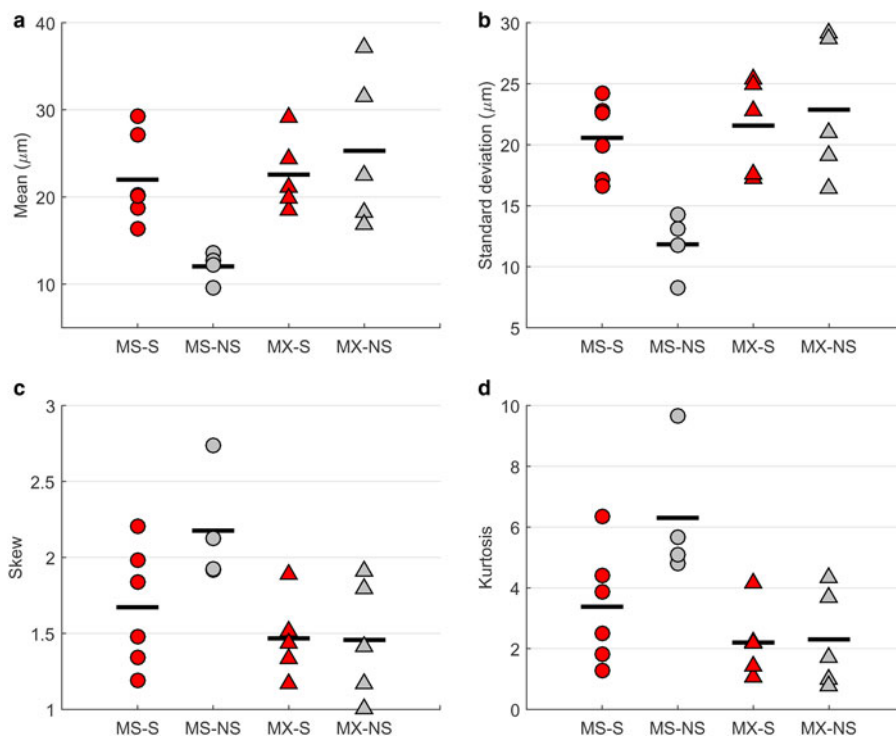 a
Mean (μm)
40
30
20
10
MS-S MS-NS MX-S MX-NS
b
Standard deviation (μm)
30
25
20
15
10
5
MS-S MS-NS MX-S MX-NS
c
Skew
3
2.5
2
1.5
1
MS-S MS-NS MX-S MX-NS
d
Kurtosis
10
8
6
4
2
0
MS-S MS-NS MX-S MX-NS